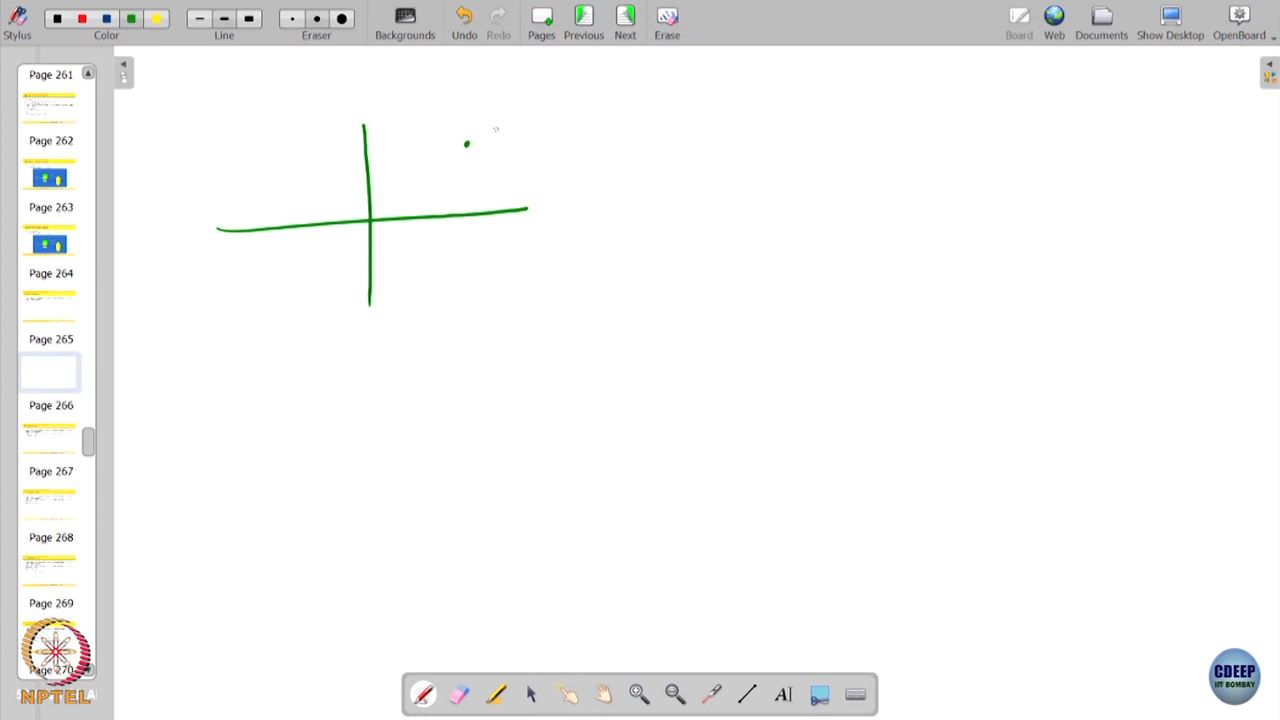 Stylus
Color
Line
Eraser
Backgrounds
Undo
Redo
Pages
Previous
Next
Erase
Board
Web
Documents
Show Desktop
OpenBoard
Page 261
Page 262
Page 263
Page 264
Page 265
Page 266
Page 267
Page 268
Page 269
Page 270
NPTEL
CDEEP
IIT BOMBAY